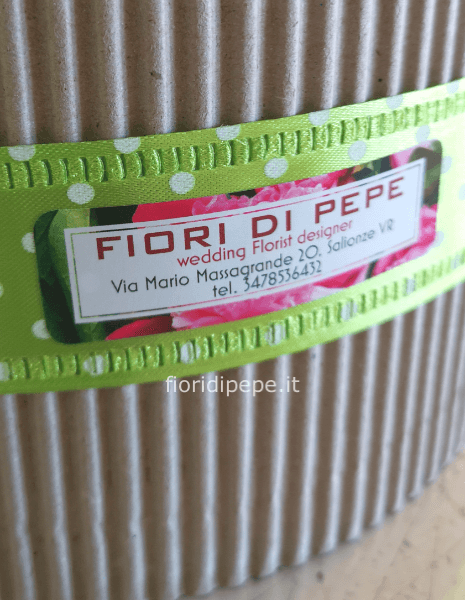 FIORI DI PEPE
wedding Florist designer
Via Mario Massagrande 20, Salionze VR
tel. 3478536432
fioridipepe.it